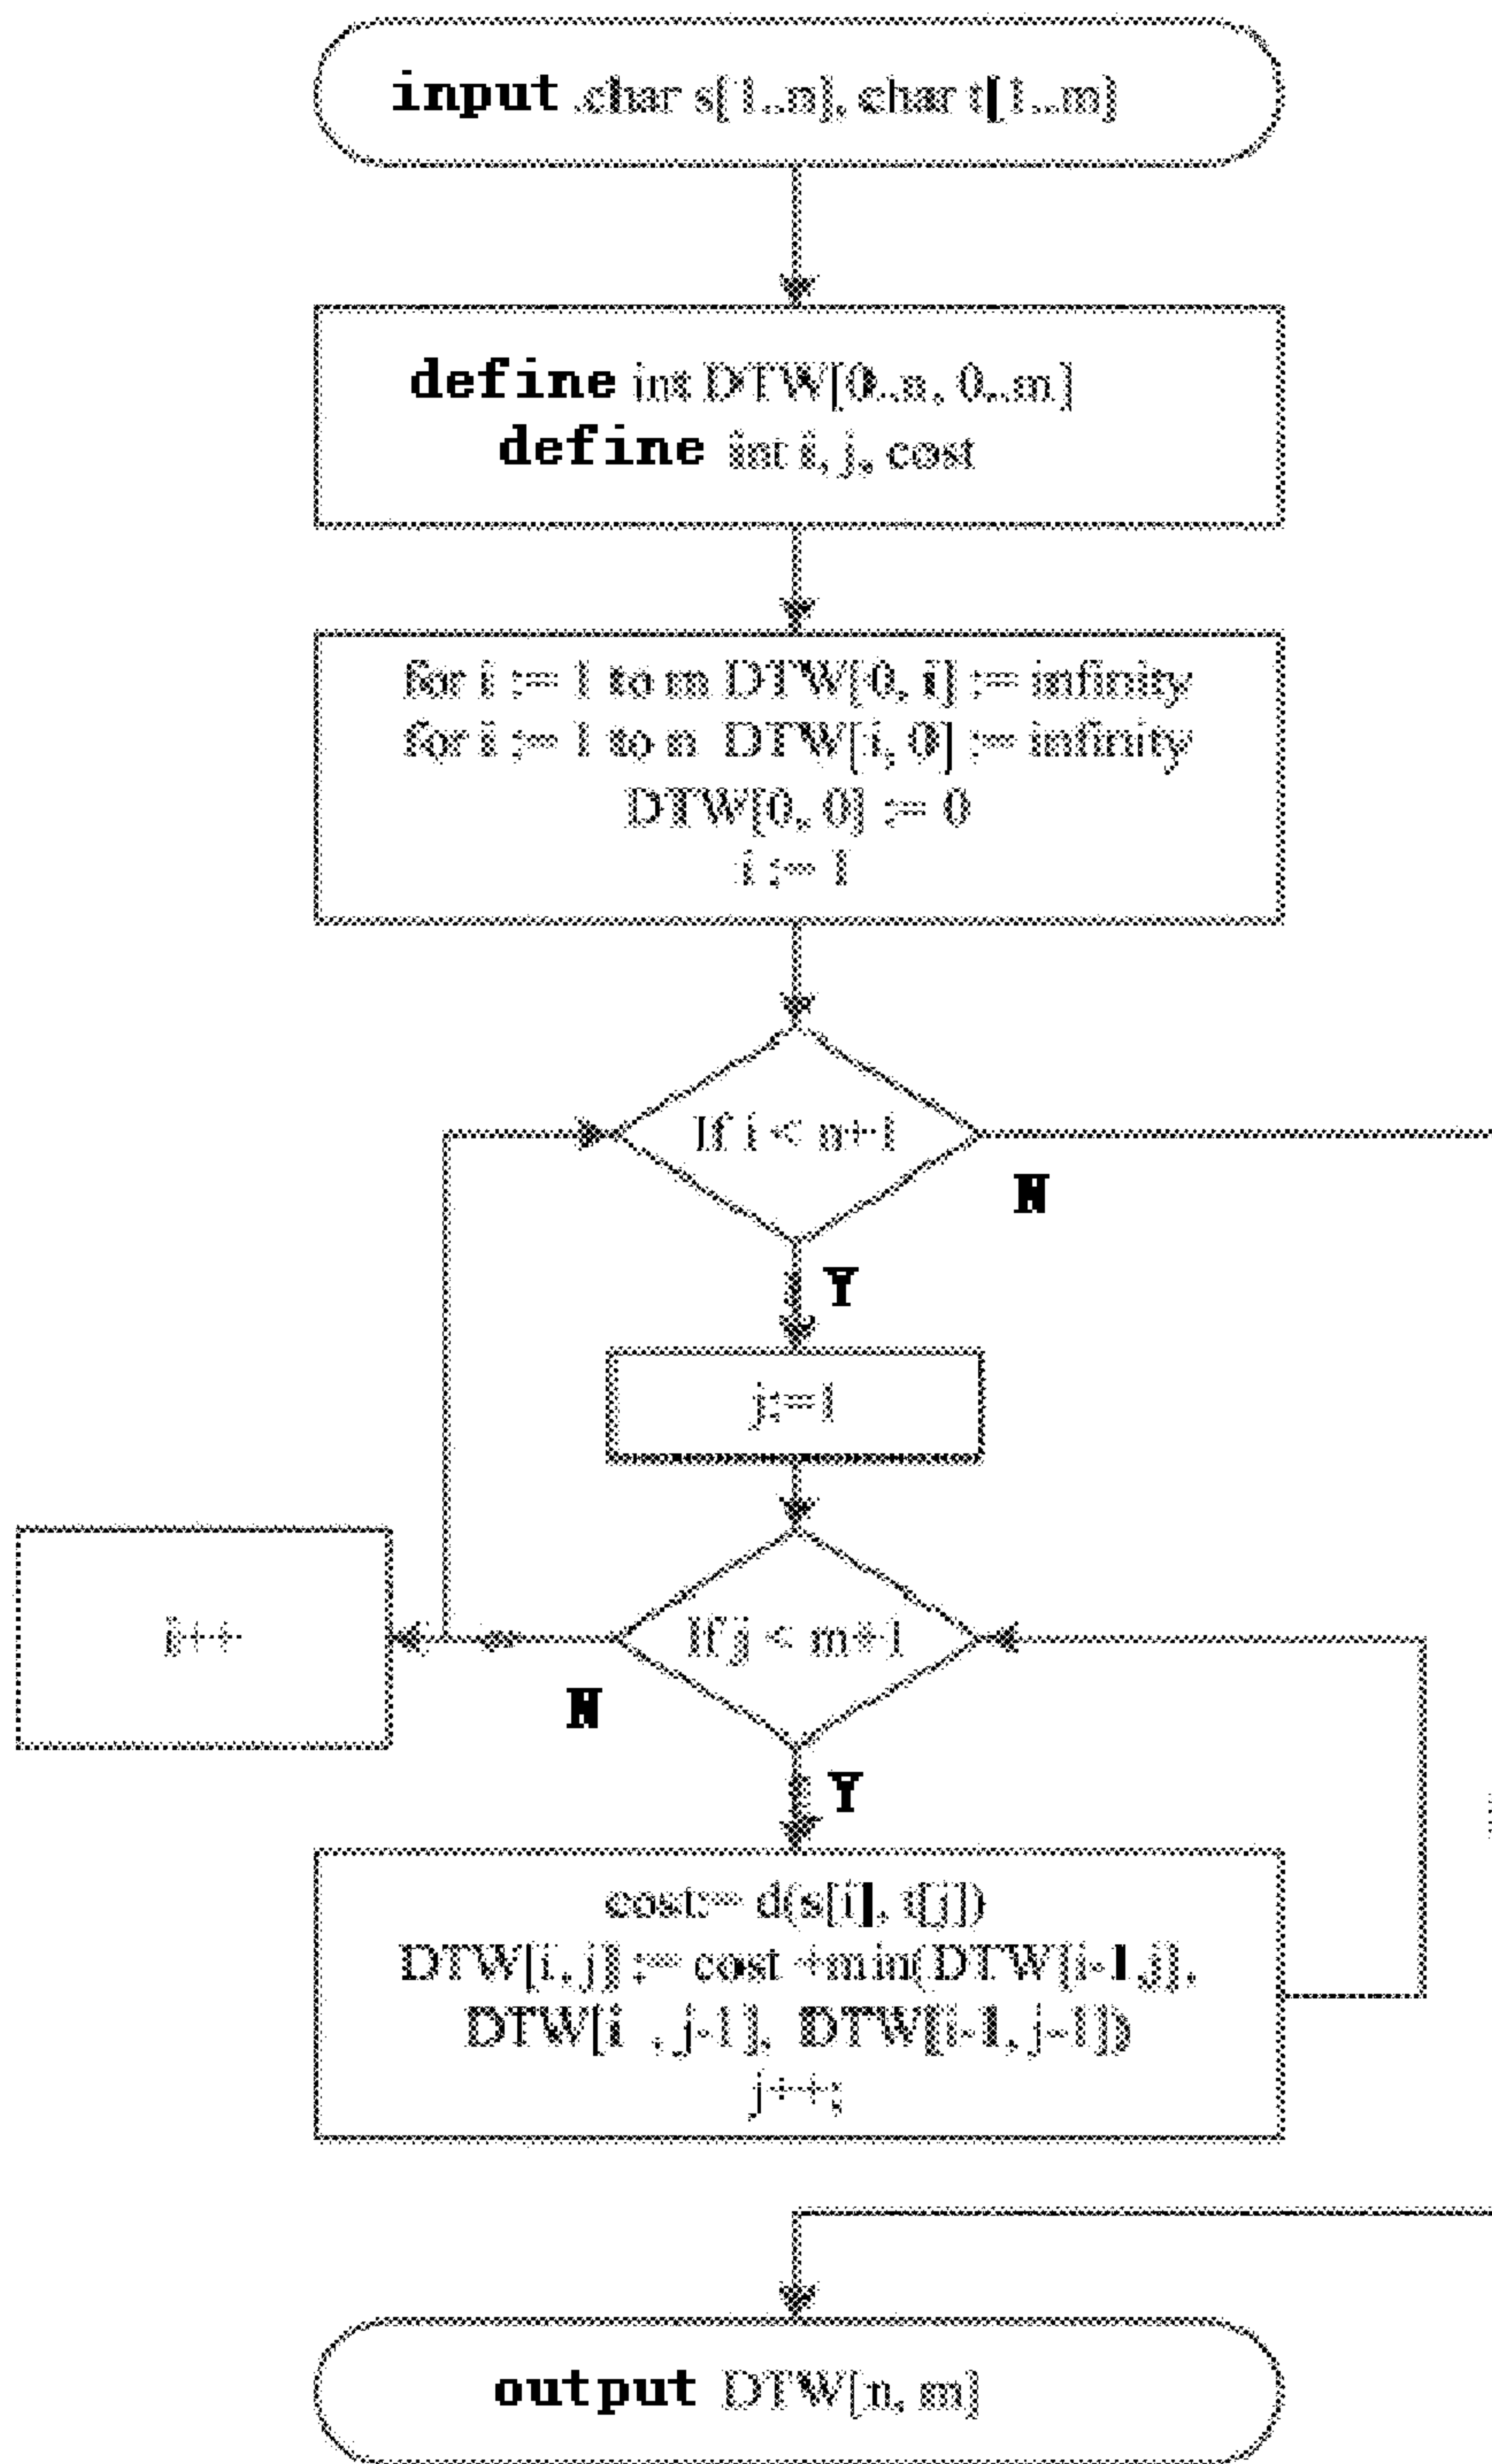 input char s[1..n], char t[1..m]
define int DTW[0..n, 0..m]
define int i, j, cost
for i := 1 to m DTW[0, i] := infinity
for i := 1 to n DTW[i, 0] := infinity
DTW[0, 0] := 0
i := 1
If i < n+1
N
Y
j:=1
i++
If j < m+1
N
Y
cost:= d(s[i], t[j])
DTW[i, j] := cost +min(DTW[i-1,j],
DTW[i , j-1], DTW[i-1, j-1])
j++;
output DTW[n, m]